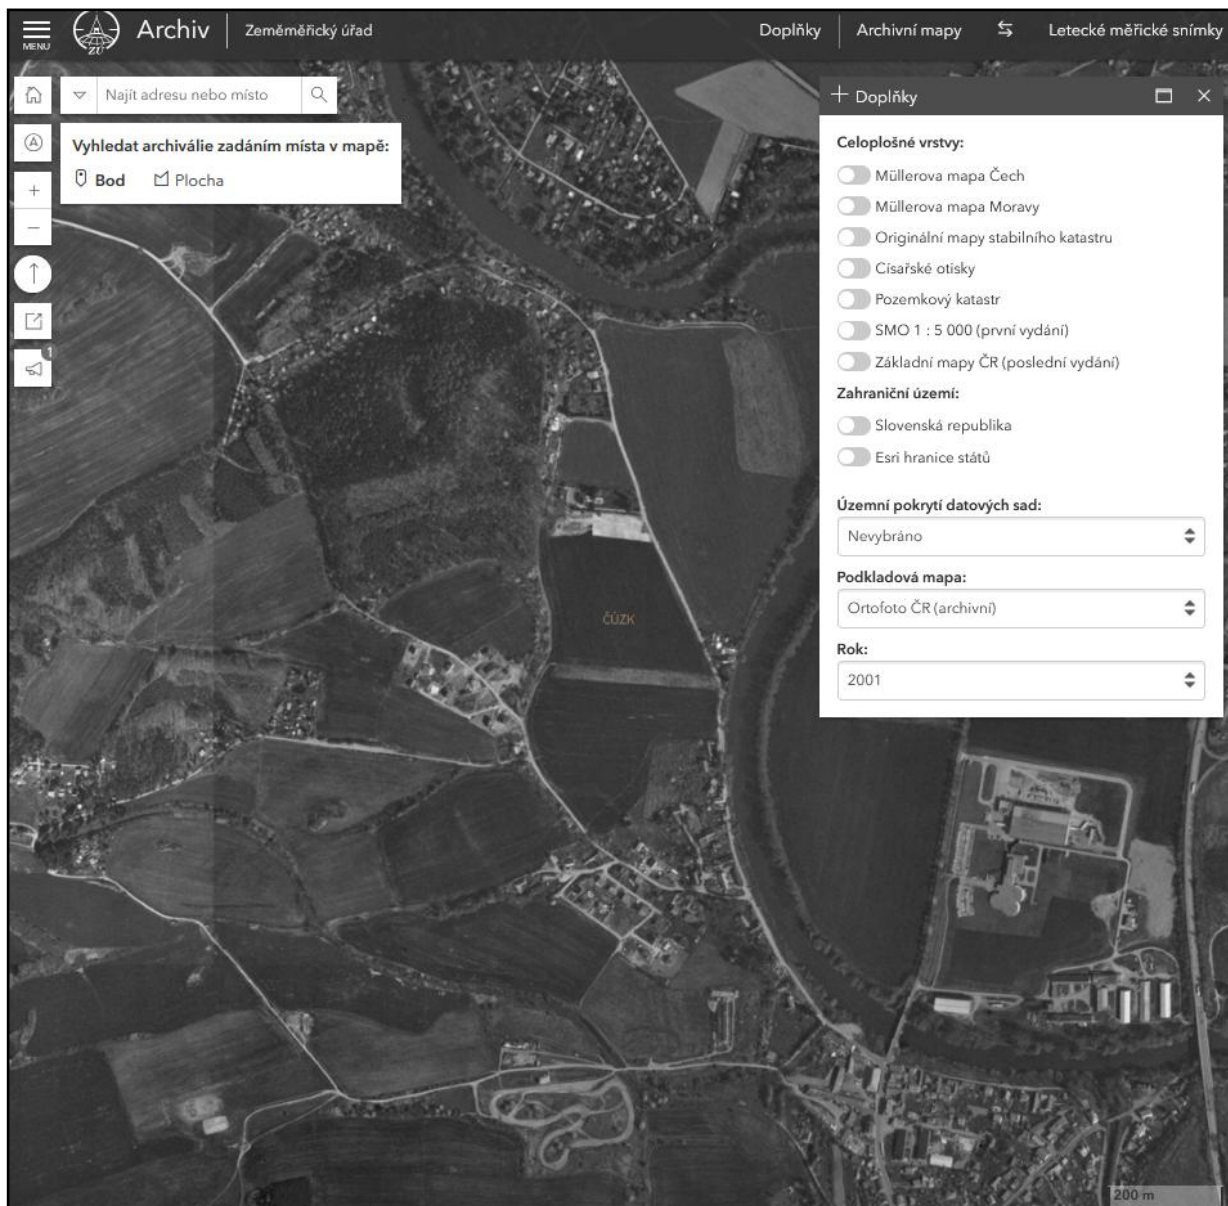 MENU
ZÚ
Archiv
Zeměměřický úřad
Doplňky
Archivní mapy
Letecké měřické snímky
Najít adresu nebo místo
Vyhledat archiválie zadáním místa v mapě:
Bod
Plocha
1
Doplňky
Celoplošné vrstvy:
Müllerova mapa Čech
Müllerova mapa Moravy
Originální mapy stabilního katastru
Císařské otisky
Pozemkový katastr
SMO 1 : 5 000 (první vydání)
Základní mapy ČR (poslední vydání)
Zahraniční území:
Slovenská republika
Esri hranice států
Územní pokrytí datových sad:
Nevybráno
Podkladová mapa:
Ortofoto ČR (archivní)
Rok:
2001
ČÚZK
200 m